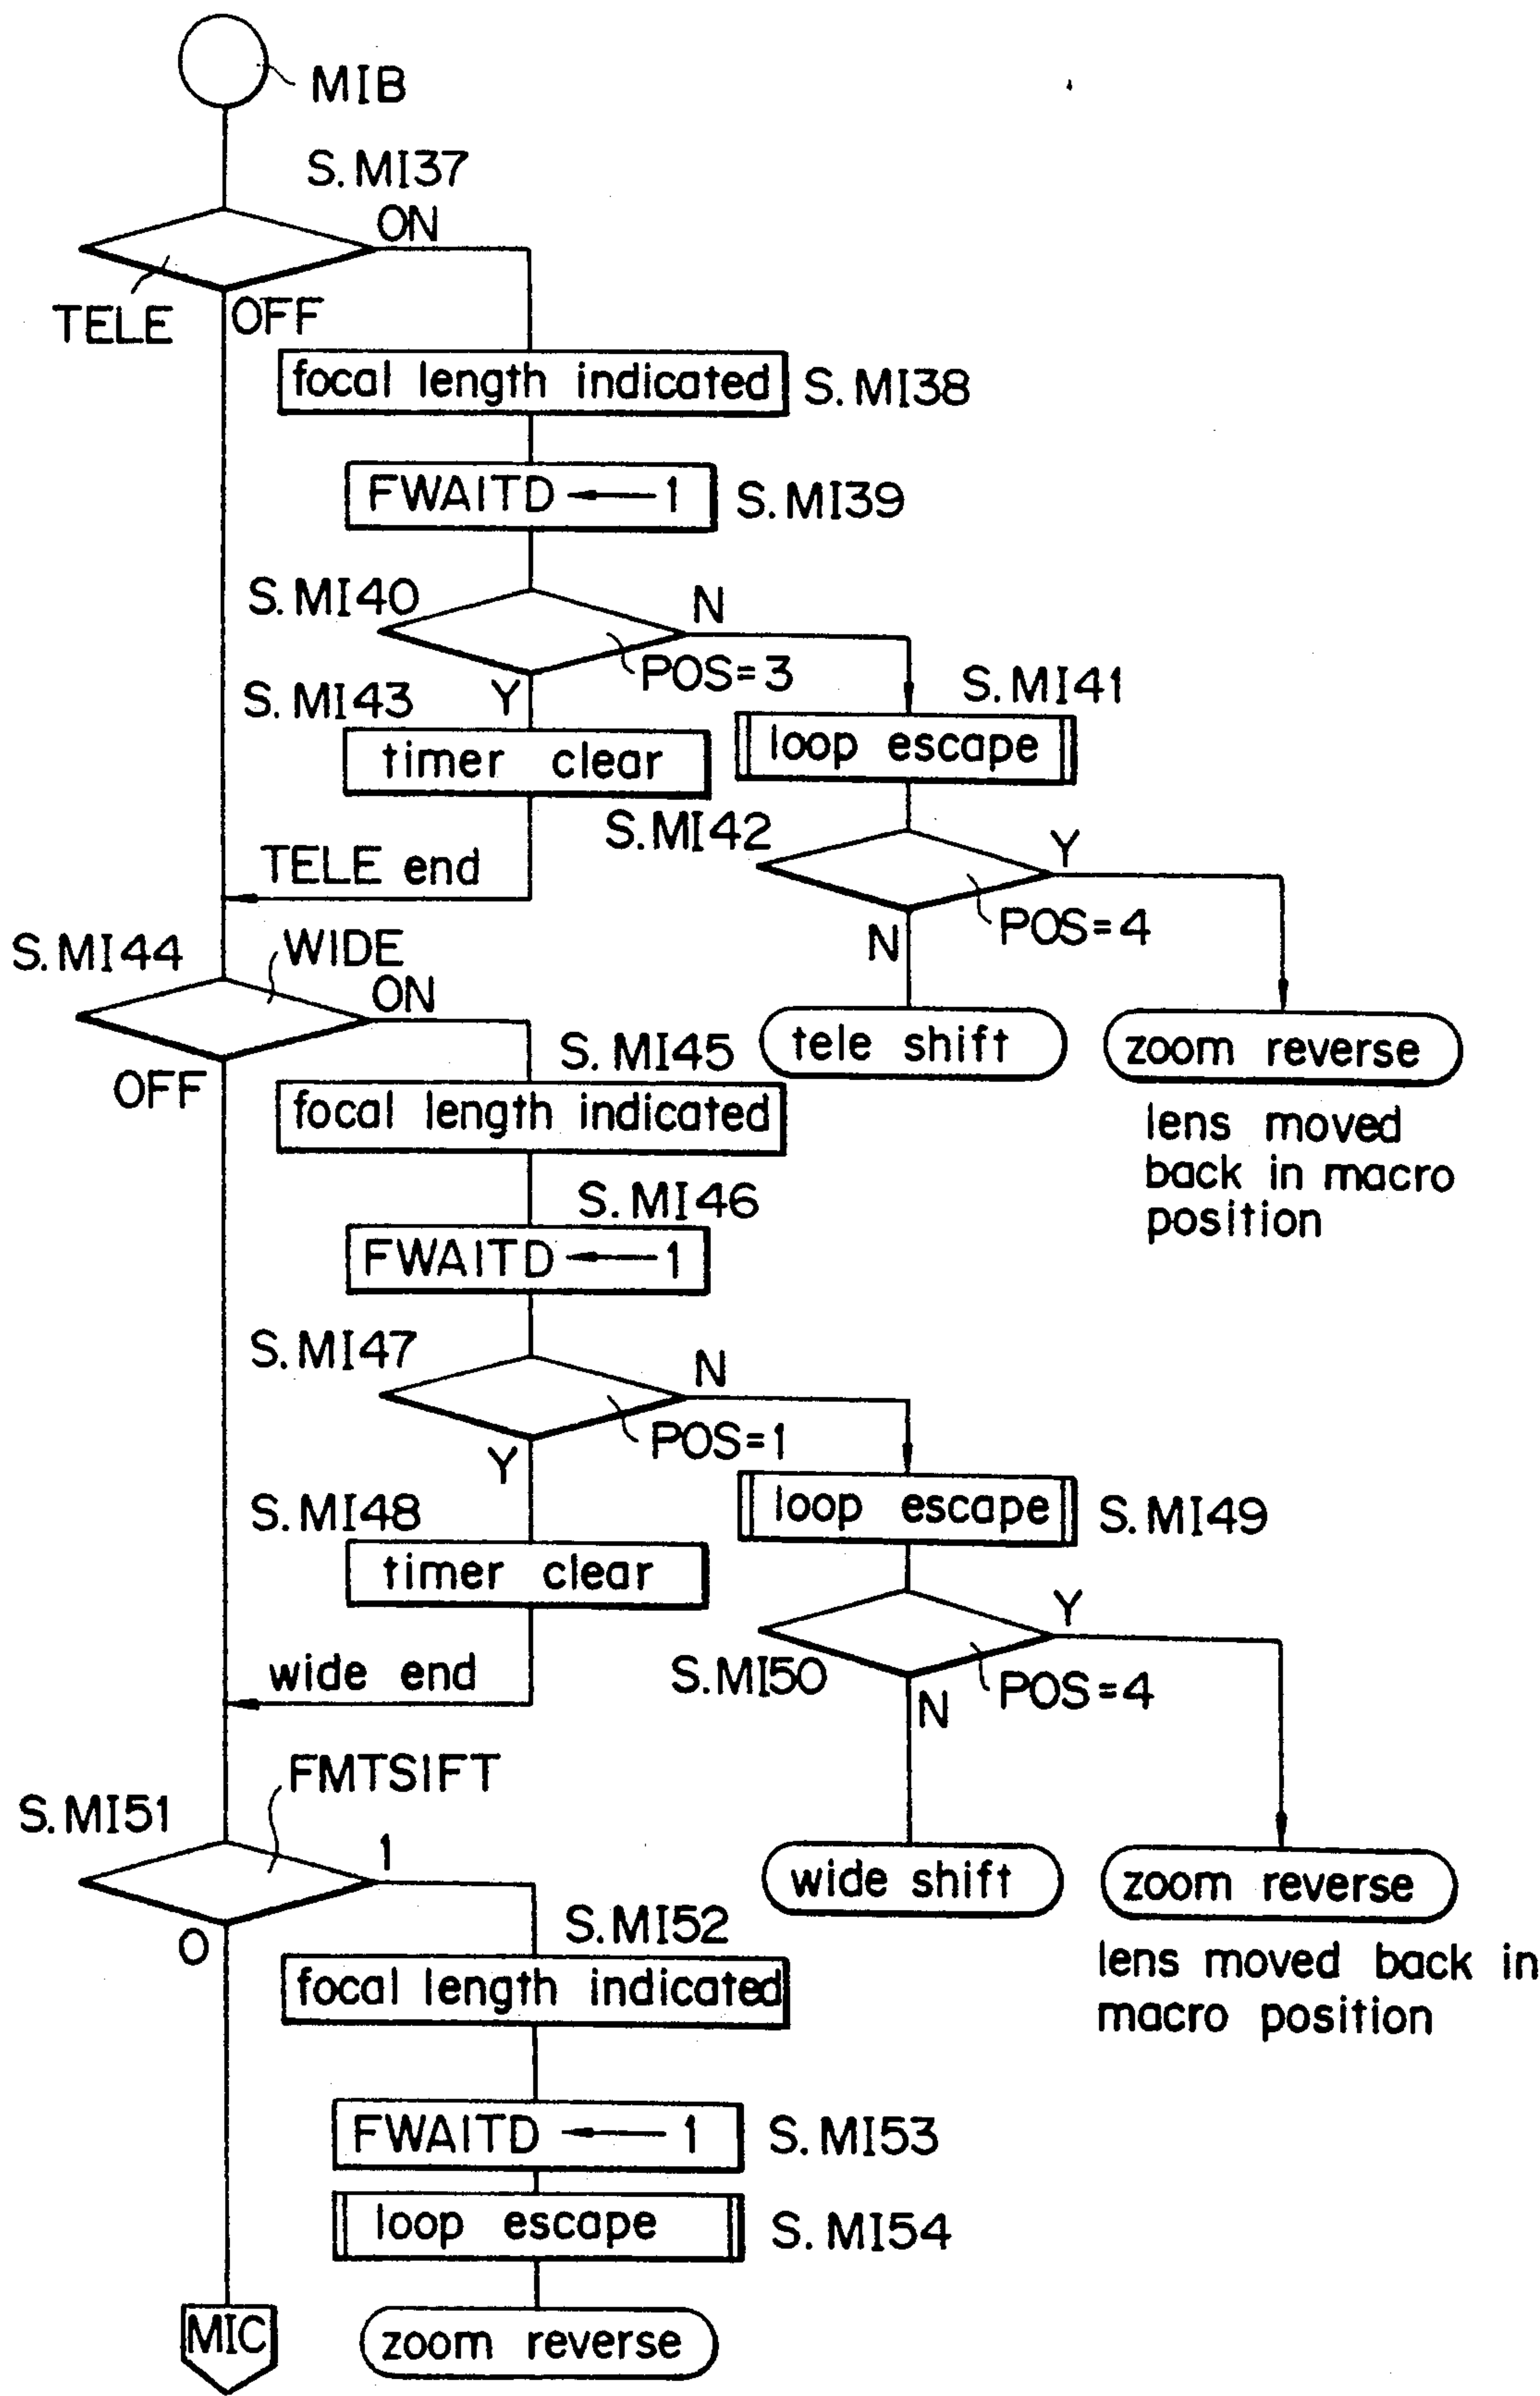 MIB
S.MI37
ON
TELE
OFF
focal length indicated
S.MI38
FWAITD ← 1
S.MI39
S.MI40
N
POS=3
S.MI43
Y
S.MI41
timer clear
loop escape
S.MI42
Y
TELE end
POS=4
S.MI44
WIDE
N
ON
tele shift
zoom reverse
S.MI45
OFF
focal length indicated
lens moved
back in macro
position
S.MI46
FWAITD ← 1
S.MI47
N
POS=1
Y
loop escape
S.MI49
S.MI48
timer clear
Y
wide end
S.MI50
POS=4
N
FMTSIFT
S.MI51
1
wide shift
zoom reverse
S.MI52
0
focal length indicated
lens moved back in
macro position
FWAITD ← 1
S.MI53
loop escape
S.MI54
MIC
zoom reverse